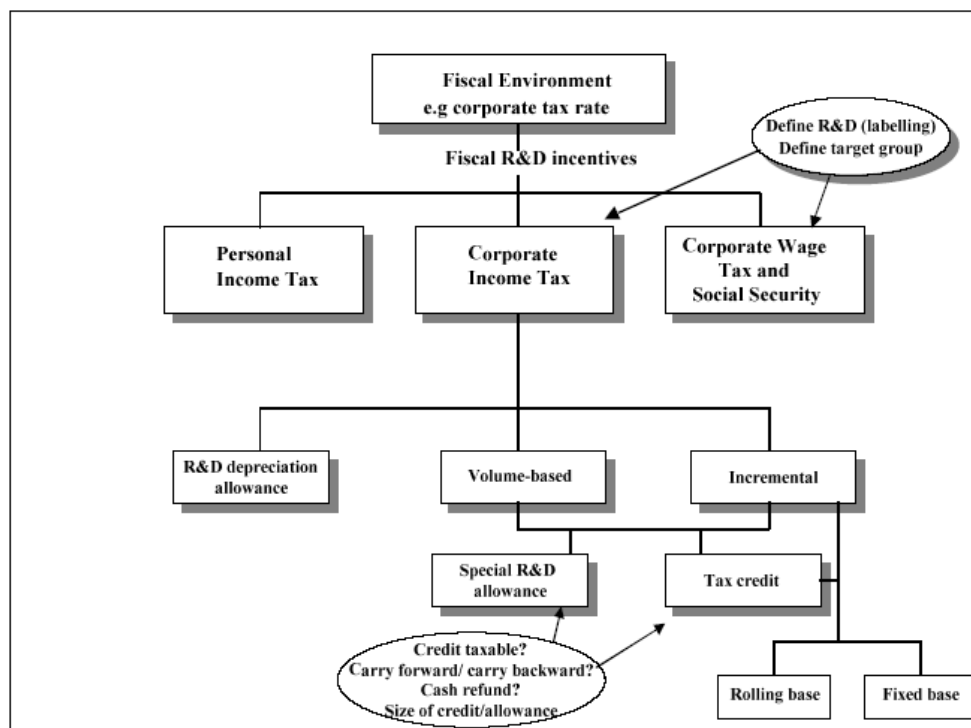 Fiscal Environment
e.g corporate tax rate
Define R&D (labelling)
Define target group
Fiscal R&D incentives
Personal
Income Tax
Corporate
Income Tax
Corporate Wage
Tax and
Social Security
R&D depreciation
allowance
Volume-based
Incremental
Special R&D
allowance
Tax credit
Credit taxable?
Carry forward/ carry backward?
Cash refund?
Size of credit/allowance
Rolling base
Fixed base